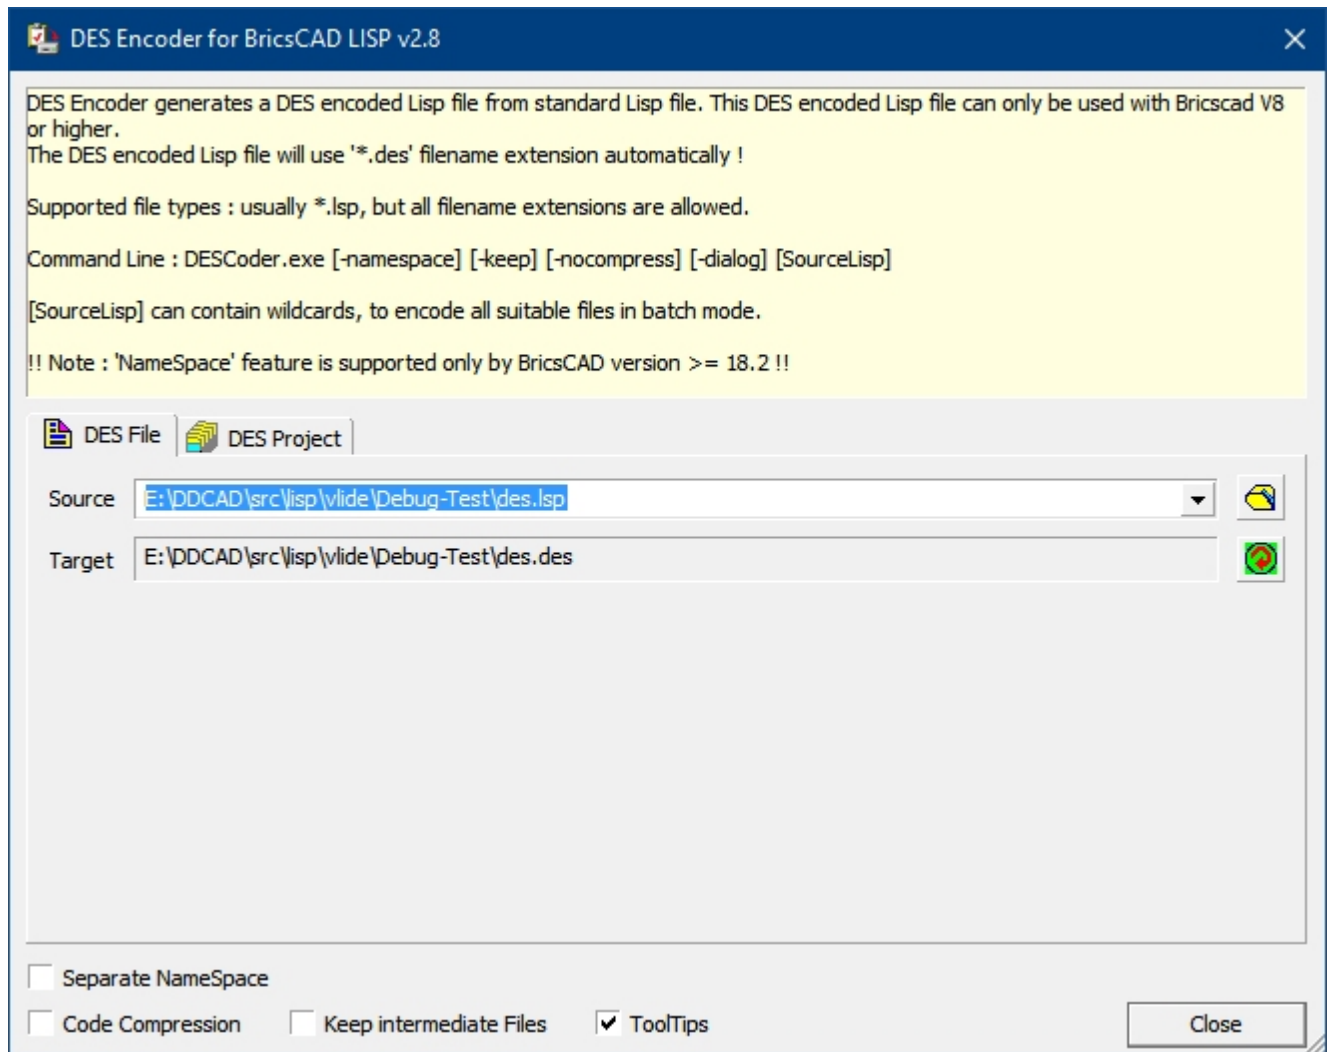 DES Encoder for BricsCAD LISP v2.8
DES Encoder generates a DES encoded Lisp file from standard Lisp file. This DES encoded Lisp file can only be used with Bricscad V8
or higher.
The DES encoded Lisp file will use '*.des' filename extension automatically !
Supported file types : usually *.lsp, but all filename extensions are allowed.
Command Line : DESCoder.exe [-namespace] [-keep] [-nocompress] [-dialog] [SourceLisp]
[SourceLisp] can contain wildcards, to encode all suitable files in batch mode.
!! Note : 'NameSpace' feature is supported only by BricsCAD version >= 18.2 !!
DES File DES Project
Source E:\DDCAD\src\lisp\vlide\Debug-Test\des.lsp
Target E:\DDCAD\src\lisp\vlide\Debug-Test\des.des
Separate NameSpace
Code Compression Keep intermediate Files ToolTips Close